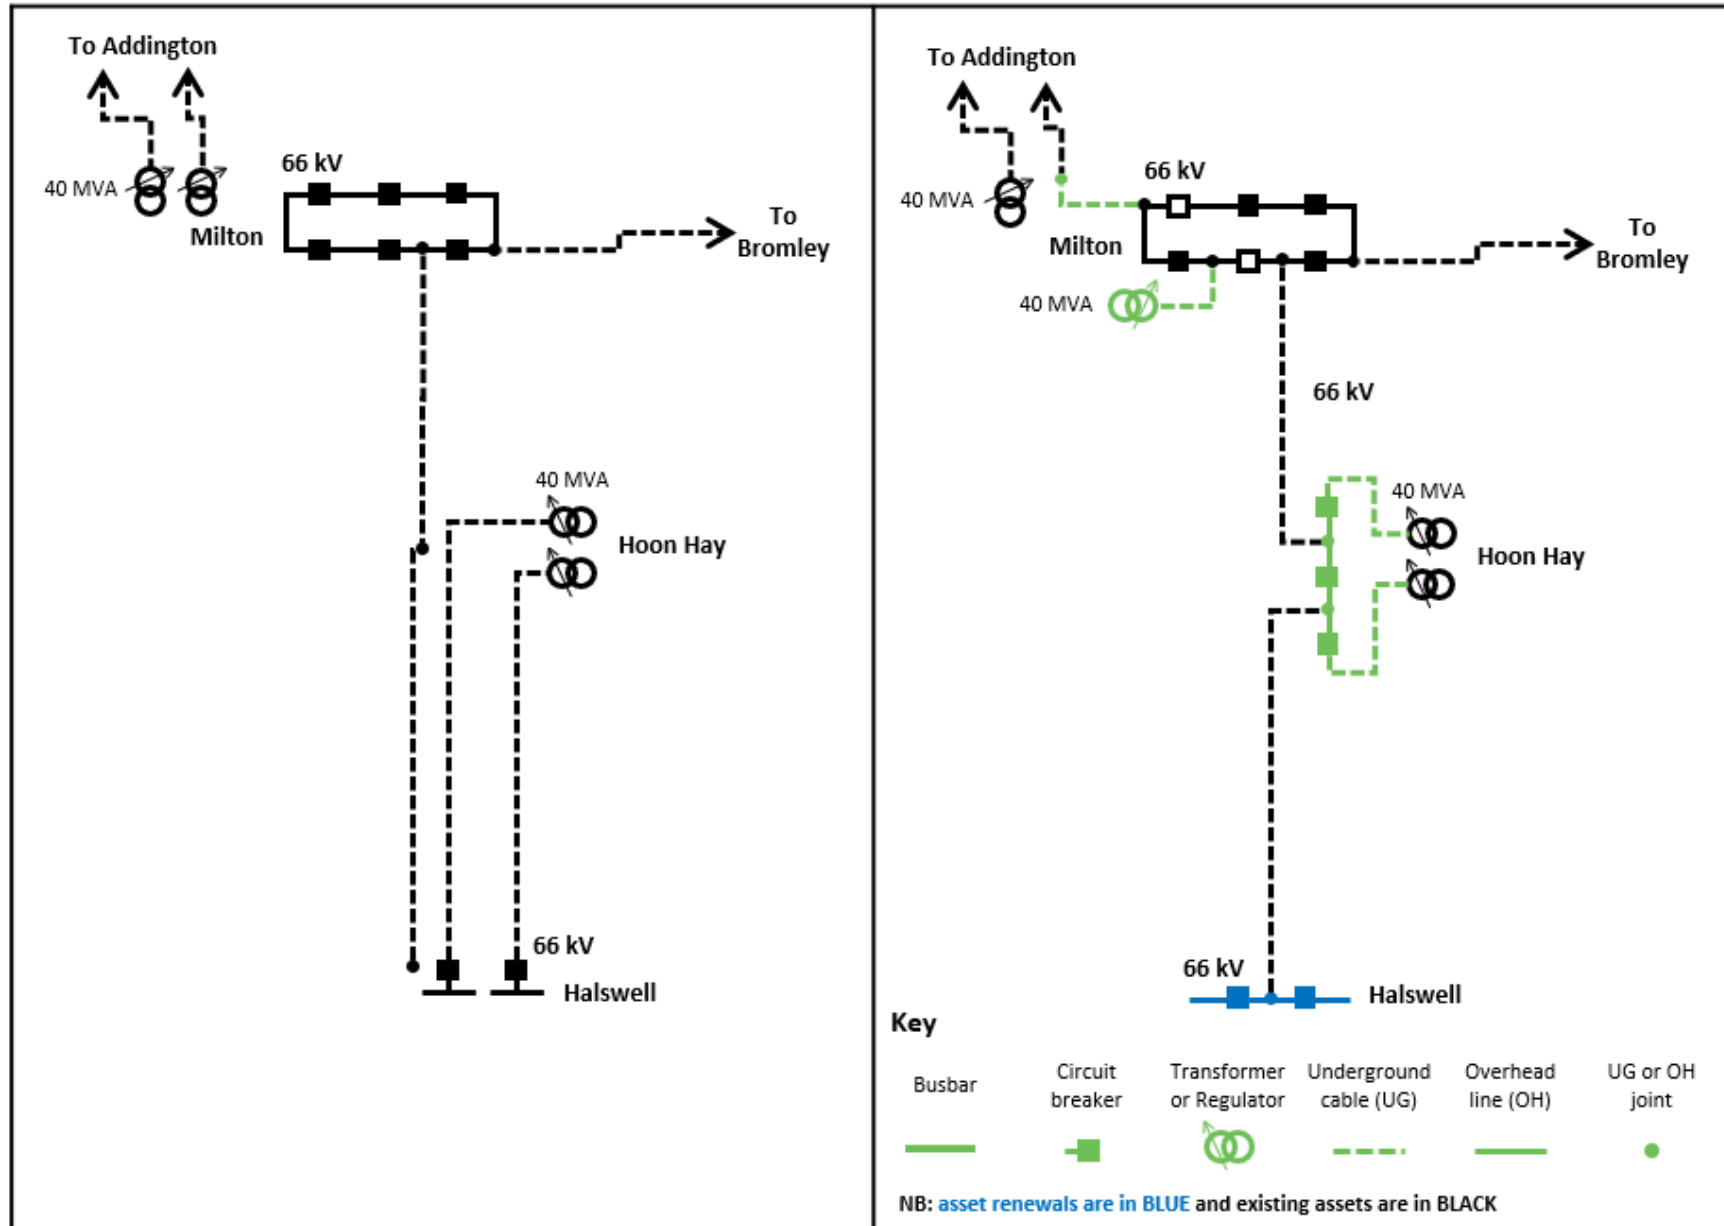 To Addington
66 kV
40 MVA
Milton
To
Bromley
40 MVA
Hoon Hay
66 kV
Halswell
To Addington
66 kV
40 MVA
Milton
To
Bromley
40 MVA
66 kV
40 MVA
Hoon Hay
66 kV
Halswell
Key
Busbar
Circuit
breaker
Transformer
or Regulator
Underground
cable (UG)
Overhead
line (OH)
UG or OH
joint
NB: asset renewals are in BLUE and existing assets are in BLACK